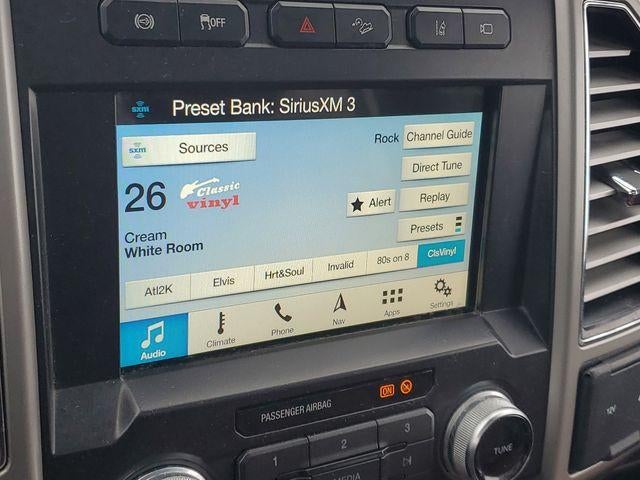 OFF
sxm Preset Bank: SiriusXM 3
sxm Sources
Rock Channel Guide
Direct Tune
26 Classic vinyl
Alert Replay
Presets
Cream
White Room
Atl2K Elvis Hrt&Soul Invalid 80s on 8 ClsVinyl
Audio Climate Phone Nav Apps Settings
PASSENGER AIRBAG ON
1 2 3
MEDIA
TUNE
12V